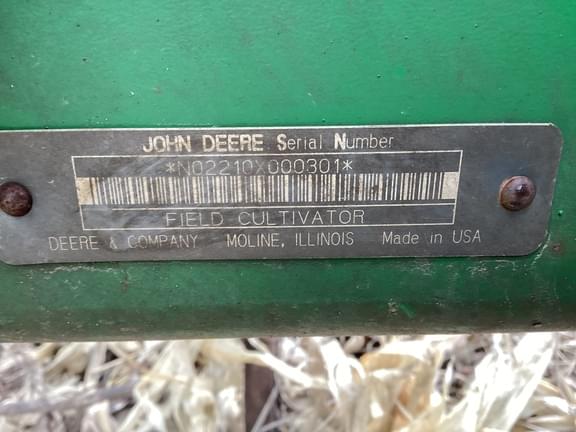 JOHN DEERE Serial Number
*N02210X000301*
FIELD CULTIVATOR
DEERE & COMPANY MOLINE, ILLINOIS Made in USA